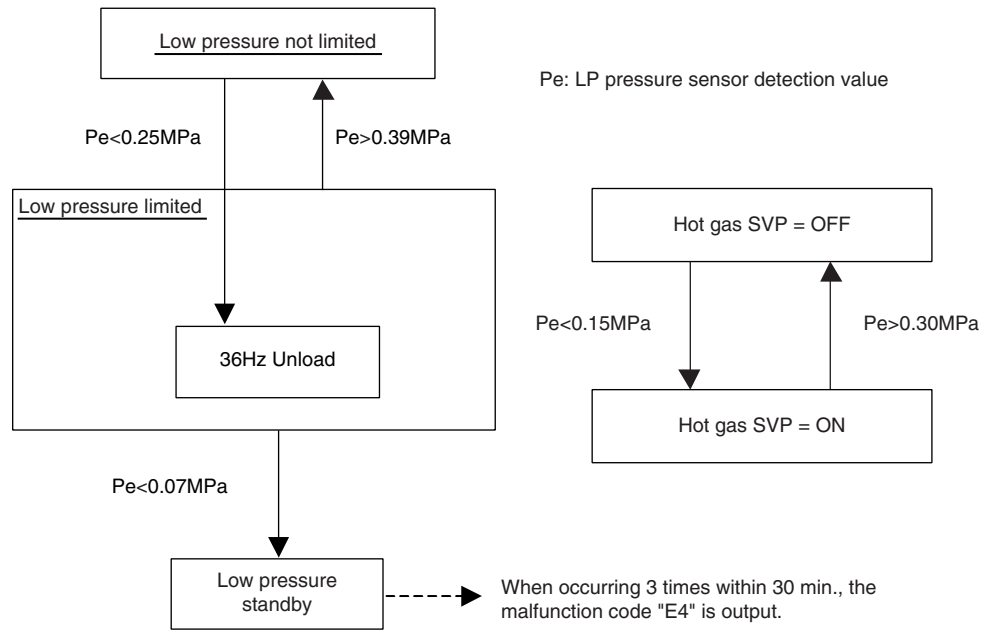 Low pressure not limited
Pe: LP pressure sensor detection value
Pe<0.25MPa
Pe>0.39MPa
Low pressure limited
36Hz Unload
Pe<0.07MPa
Low pressure
standby
When occurring 3 times within 30 min., the
malfunction code "E4" is output.
Hot gas SVP = OFF
Pe<0.15MPa
Pe>0.30MPa
Hot gas SVP = ON